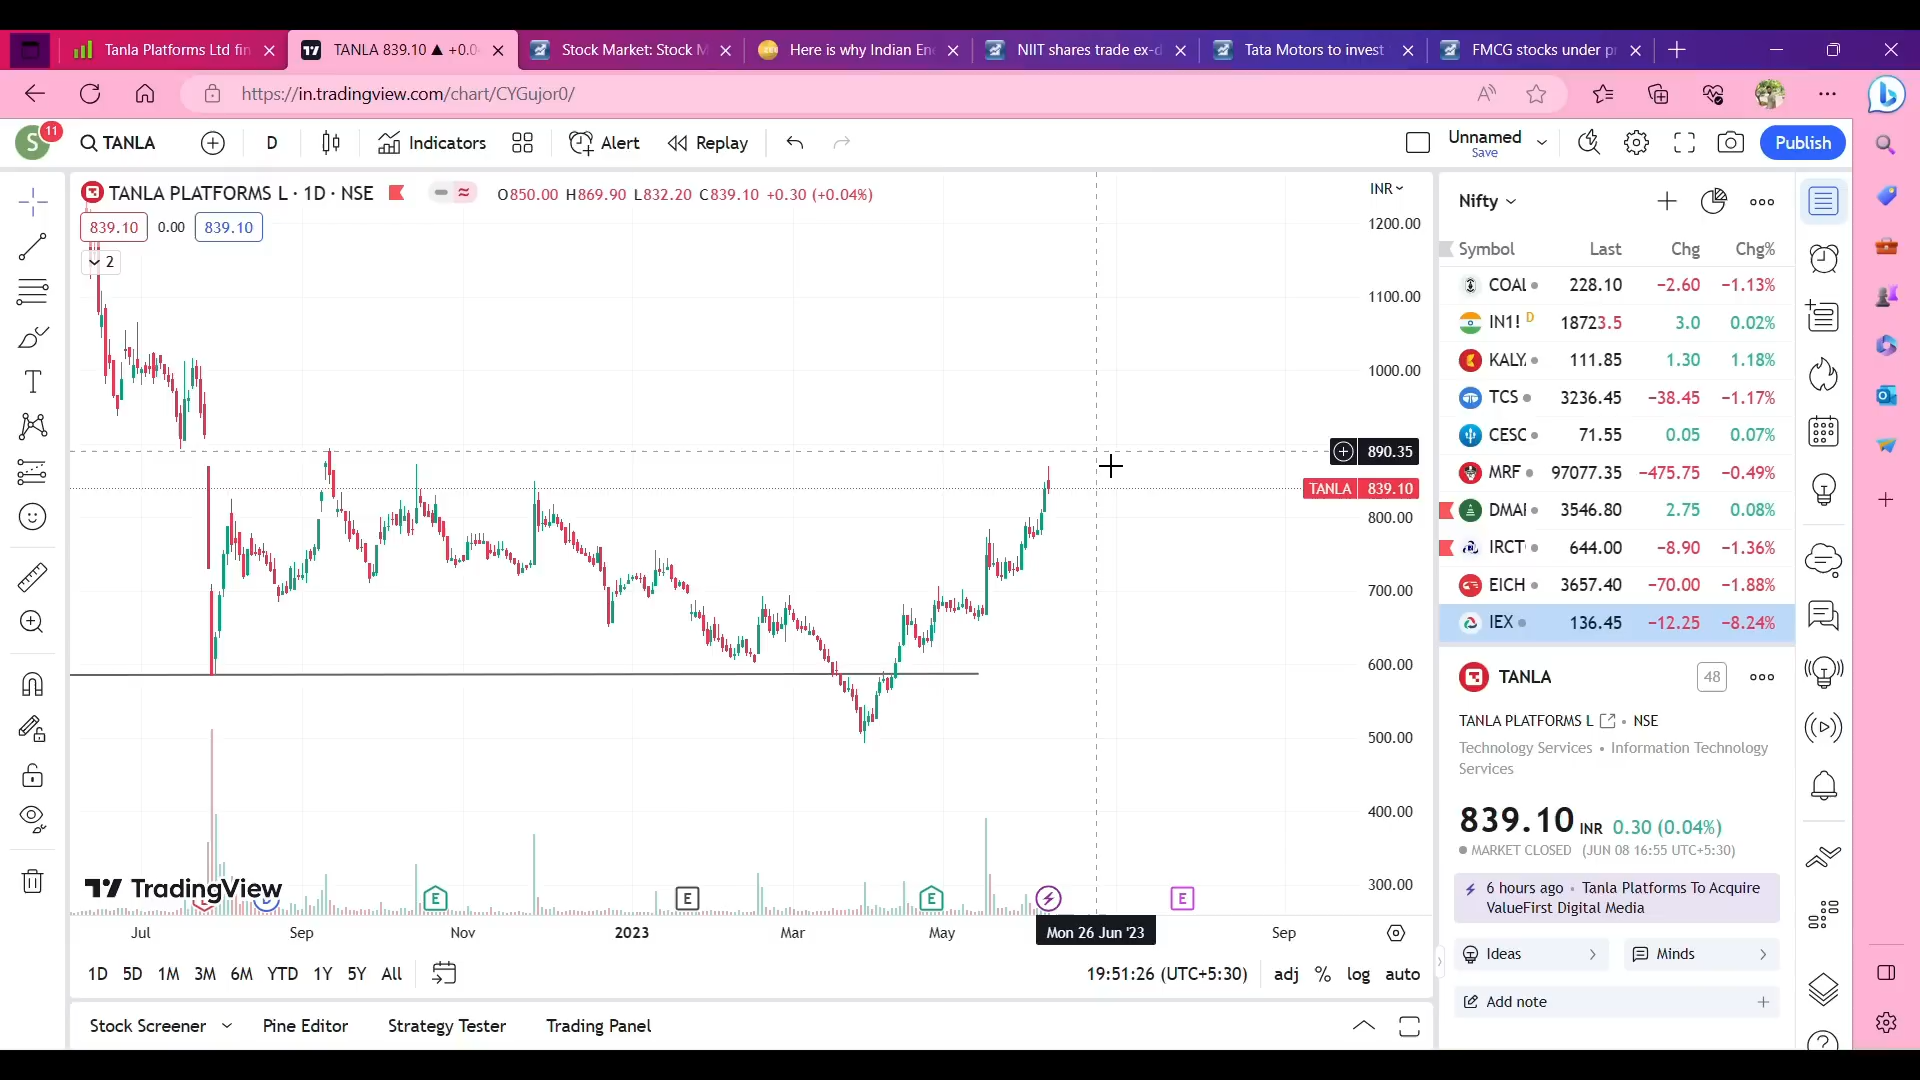 Tanla Platforms Ltd fin
TANLA 839.10 ▲ +0.0
Stock Market: Stock M
Here is why Indian En
NIIT shares trade ex-d
Tata Motors to invest
FMCG stocks under pr
https://in.tradingview.com/chart/CYGujor0/
S 11
TANLA
D
Indicators
Alert
Replay
Unnamed
Save
Publish
TANLA PLATFORMS L · 1D · NSE
O850.00 H869.90 L832.20 C839.10 +0.30 (+0.04%)
839.10 0.00 839.10
2
INR
1200.00
1100.00
1000.00
890.35
TANLA 839.10
800.00
700.00
600.00
500.00
400.00
300.00
TradingView
E
E
E
E
Jul Sep Nov 2023 Mar May Mon 26 Jun '23 Sep
1D 5D 1M 3M 6M YTD 1Y 5Y All
19:51:26 (UTC+5:30) adj % log auto
Stock Screener Pine Editor Strategy Tester Trading Panel
Nifty
Symbol Last Chg Chg%
COAL 228.10 −2.60 −1.13%
IN1! D 18723.5 3.0 0.02%
KALY. 111.85 1.30 1.18%
TCS 3236.45 −38.45 −1.17%
CESC 71.55 0.05 0.07%
MRF 97077.35 −475.75 −0.49%
DMAI 3546.80 2.75 0.08%
IRCT 644.00 −8.90 −1.36%
EICH 3657.40 −70.00 −1.88%
IEX 136.45 −12.25 −8.24%
TANLA 48
TANLA PLATFORMS L • NSE
Technology Services • Information Technology
Services
839.10 INR 0.30 (0.04%)
MARKET CLOSED (JUN 08 16:55 UTC+5:30)
6 hours ago • Tanla Platforms To Acquire
ValueFirst Digital Media
Ideas
Minds
Add note